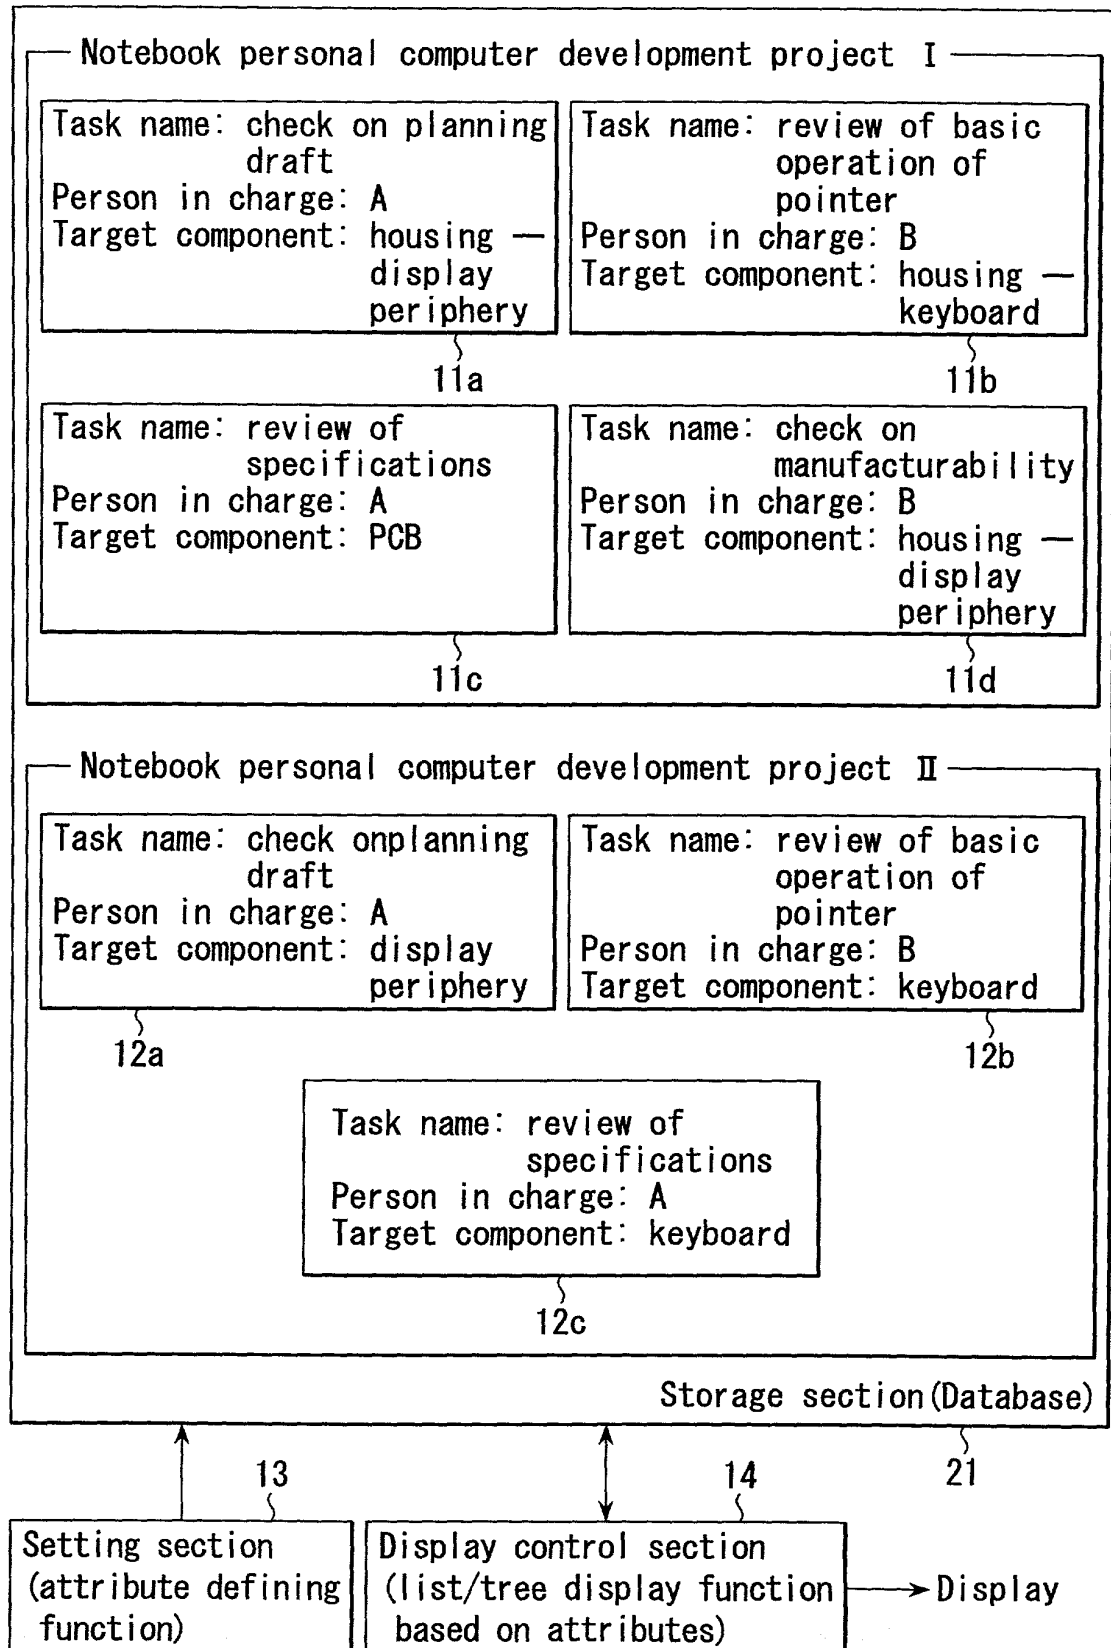 Notebook personal computer development project I
Task name: check on planning
draft
Person in charge: A
Target component: housing —
display
periphery
11a
Task name: review of basic
operation of
pointer
Person in charge: B
Target component: housing —
keyboard
11b
Task name: review of
specifications
Person in charge: A
Target component: PCB
11c
Task name: check on
manufacturability
Person in charge: B
Target component: housing —
display
periphery
11d
Notebook personal computer development project II
Task name: check onplanning
draft
Person in charge: A
Target component: display
periphery
12a
Task name: review of basic
operation of
pointer
Person in charge: B
Target component: keyboard
12b
Task name: review of
specifications
Person in charge: A
Target component: keyboard
12c
Storage section(Database)
21
13
Setting section
(attribute defining
function)
14
Display control section
(list/tree display function
based on attributes)
Display